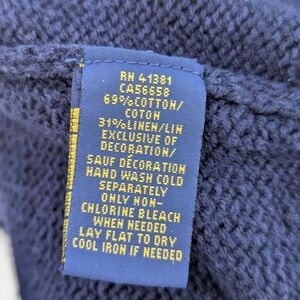 RN 41381
CA56658
69%COTTON/
COTON
31%LINEN/LIN
EXCLUSIVE OF
DECORATION/
SAUF DÉCORATION
HAND WASH COLD
SEPARATELY
ONLY NON-
CHLORINE BLEACH
WHEN NEEDED
LAY FLAT TO DRY
COOL IRON IF NEEDED